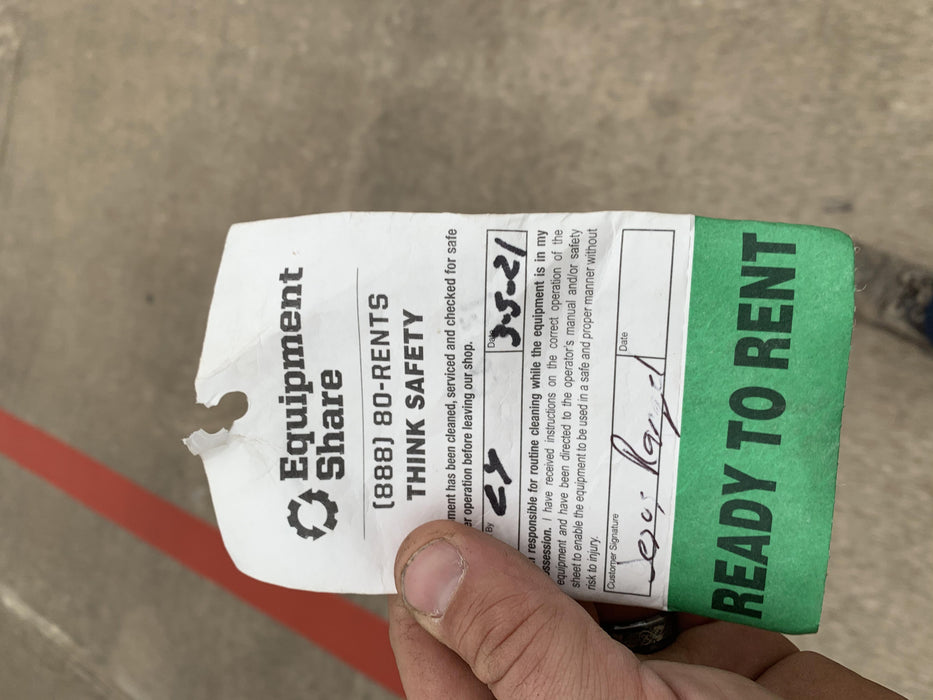 Equipment
Share
(888) 80-RENTS
THINK SAFETY
ment has been cleaned, serviced and checked for safe
er operation before leaving our shop.
By Date 3-5-21
responsible for routine cleaning while the equipment is in my
ossession. I have received instructions on the correct operation of the
equipment and have been directed to the operator's manual and/or safety
sheet to enable the equipment to be used in a safe and proper manner without
risk to injury.
Customer Signature Date
READY TO RENT